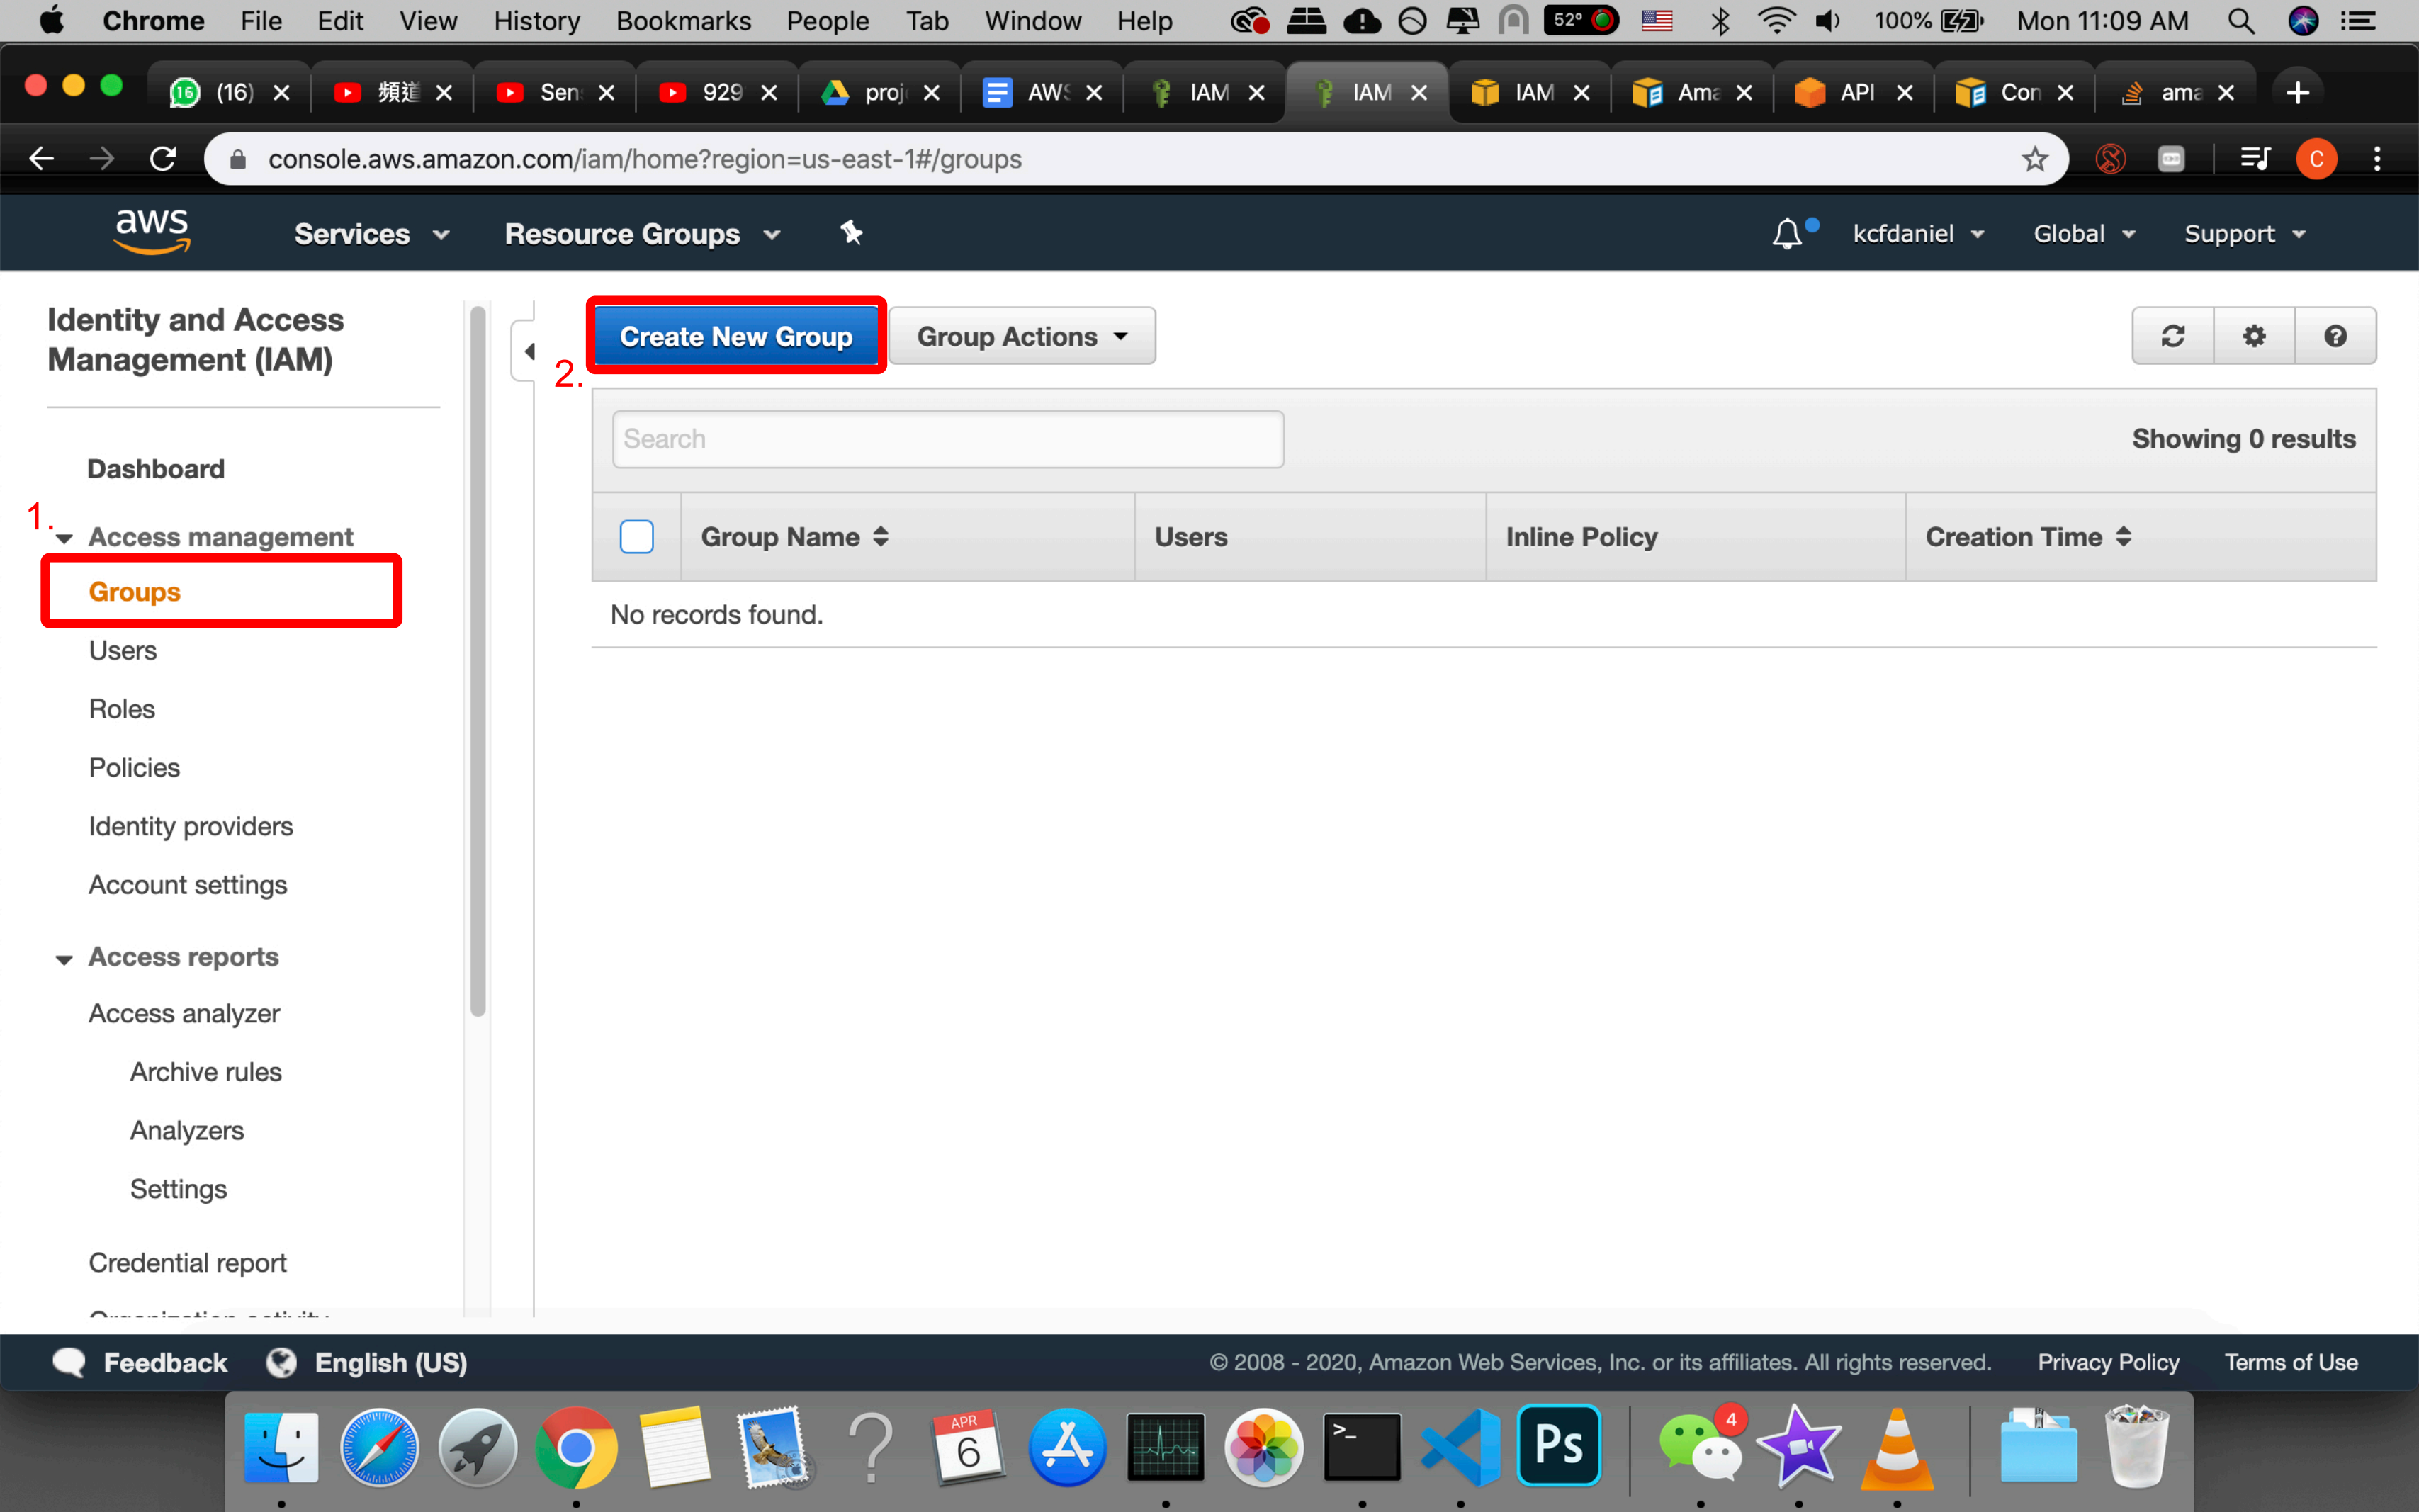 Chrome File Edit View History Bookmarks People Tab Window Help 52° 100% Mon 11:09 AM
16 (16) 頻道 Sen 929 proj AWS IAM IAM IAM Ama API Con ama
console.aws.amazon.com/iam/home?region=us-east-1#/groups C
aws Services Resource Groups kcfdaniel Global Support
Identity and Access
Management (IAM)
Create New Group Group Actions
2.
Search Showing 0 results
Dashboard
1.
Access management
Group Name Users Inline Policy Creation Time
Groups
No records found.
Users
Roles
Policies
Identity providers
Account settings
Access reports
Access analyzer
Archive rules
Analyzers
Settings
Credential report
Organization activity
Feedback English (US) © 2008 - 2020, Amazon Web Services, Inc. or its affiliates. All rights reserved. Privacy Policy Terms of Use
APR
6
>_
Ps
4